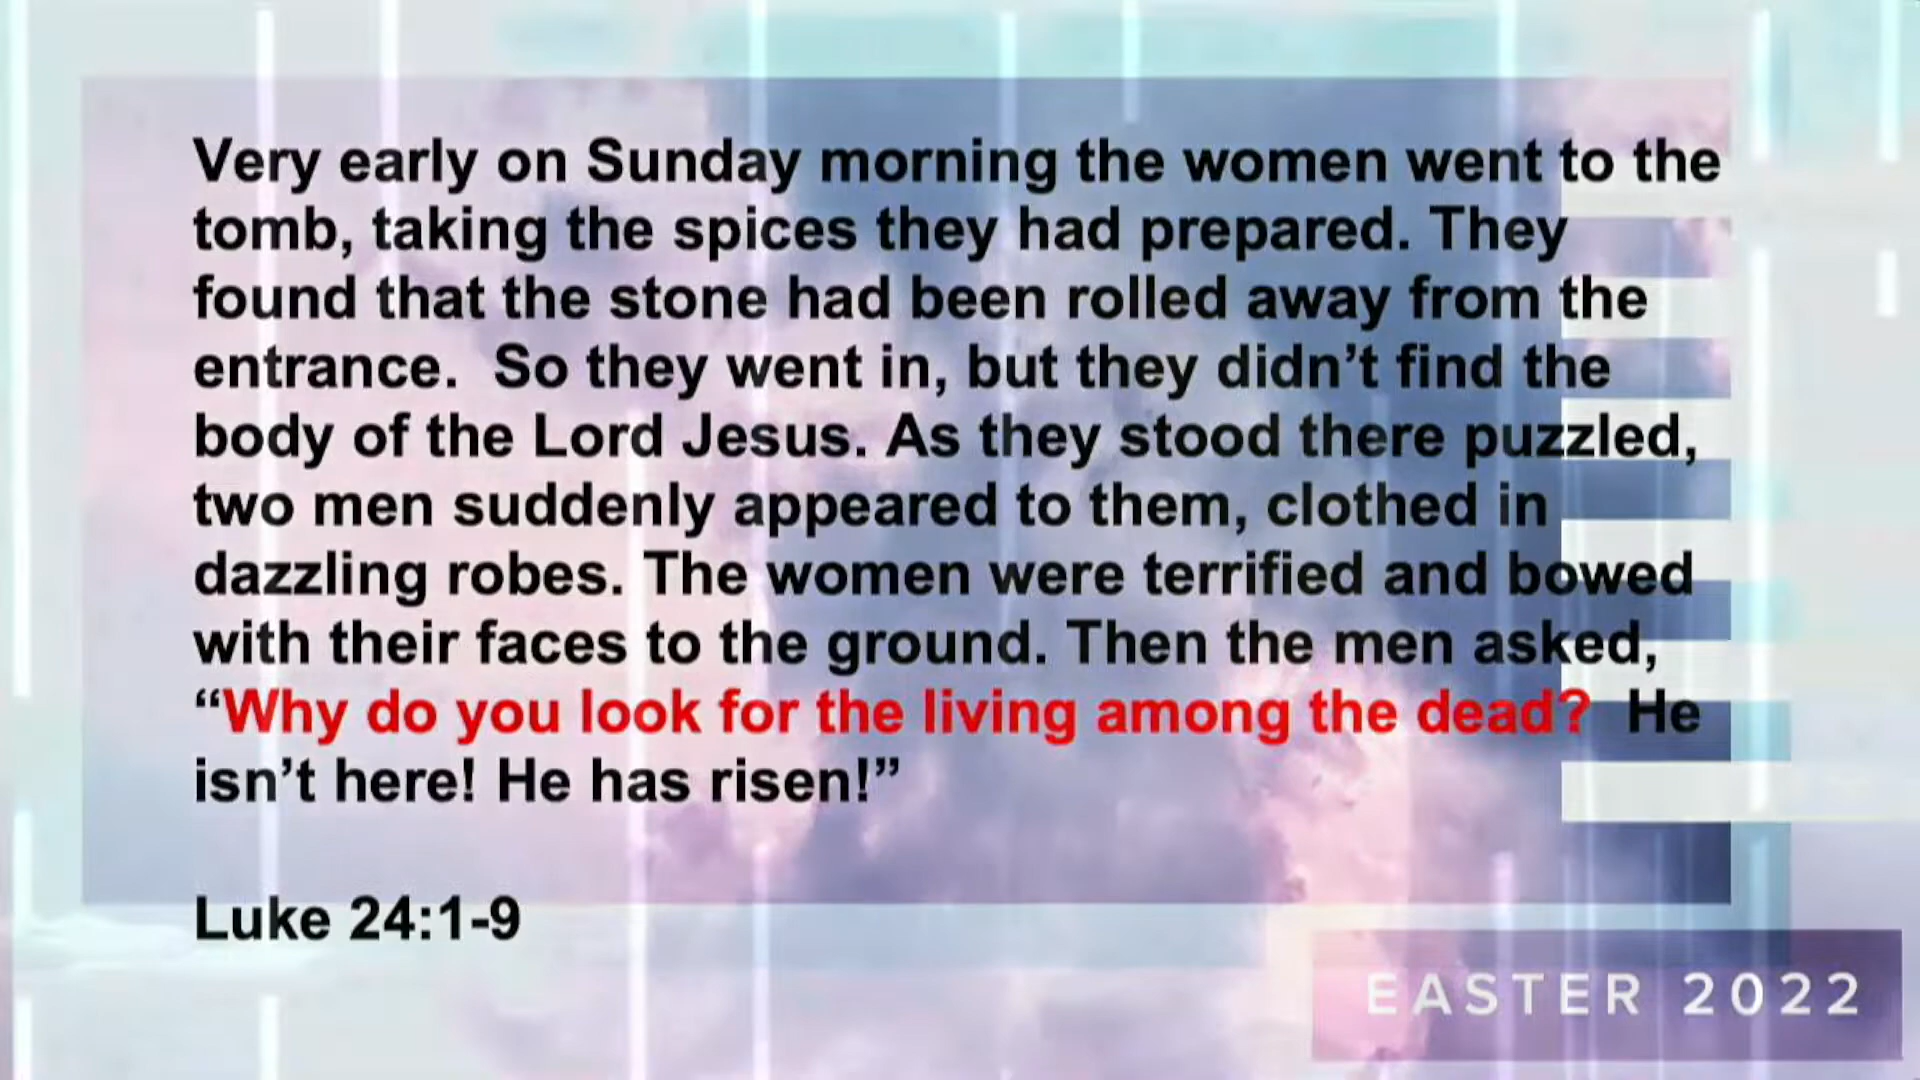 Very early on Sunday morning the women went to the
tomb, taking the spices they had prepared. They
found that the stone had been rolled away from the
entrance.  So they went in, but they didn’t find the
body of the Lord Jesus. As they stood there puzzled,
two men suddenly appeared to them, clothed in
dazzling robes. The women were terrified and bowed
with their faces to the ground. Then the men asked,
“Why do you look for the living among the dead?  He
isn’t here! He has risen!”
Luke 24:1-9
EASTER 2022